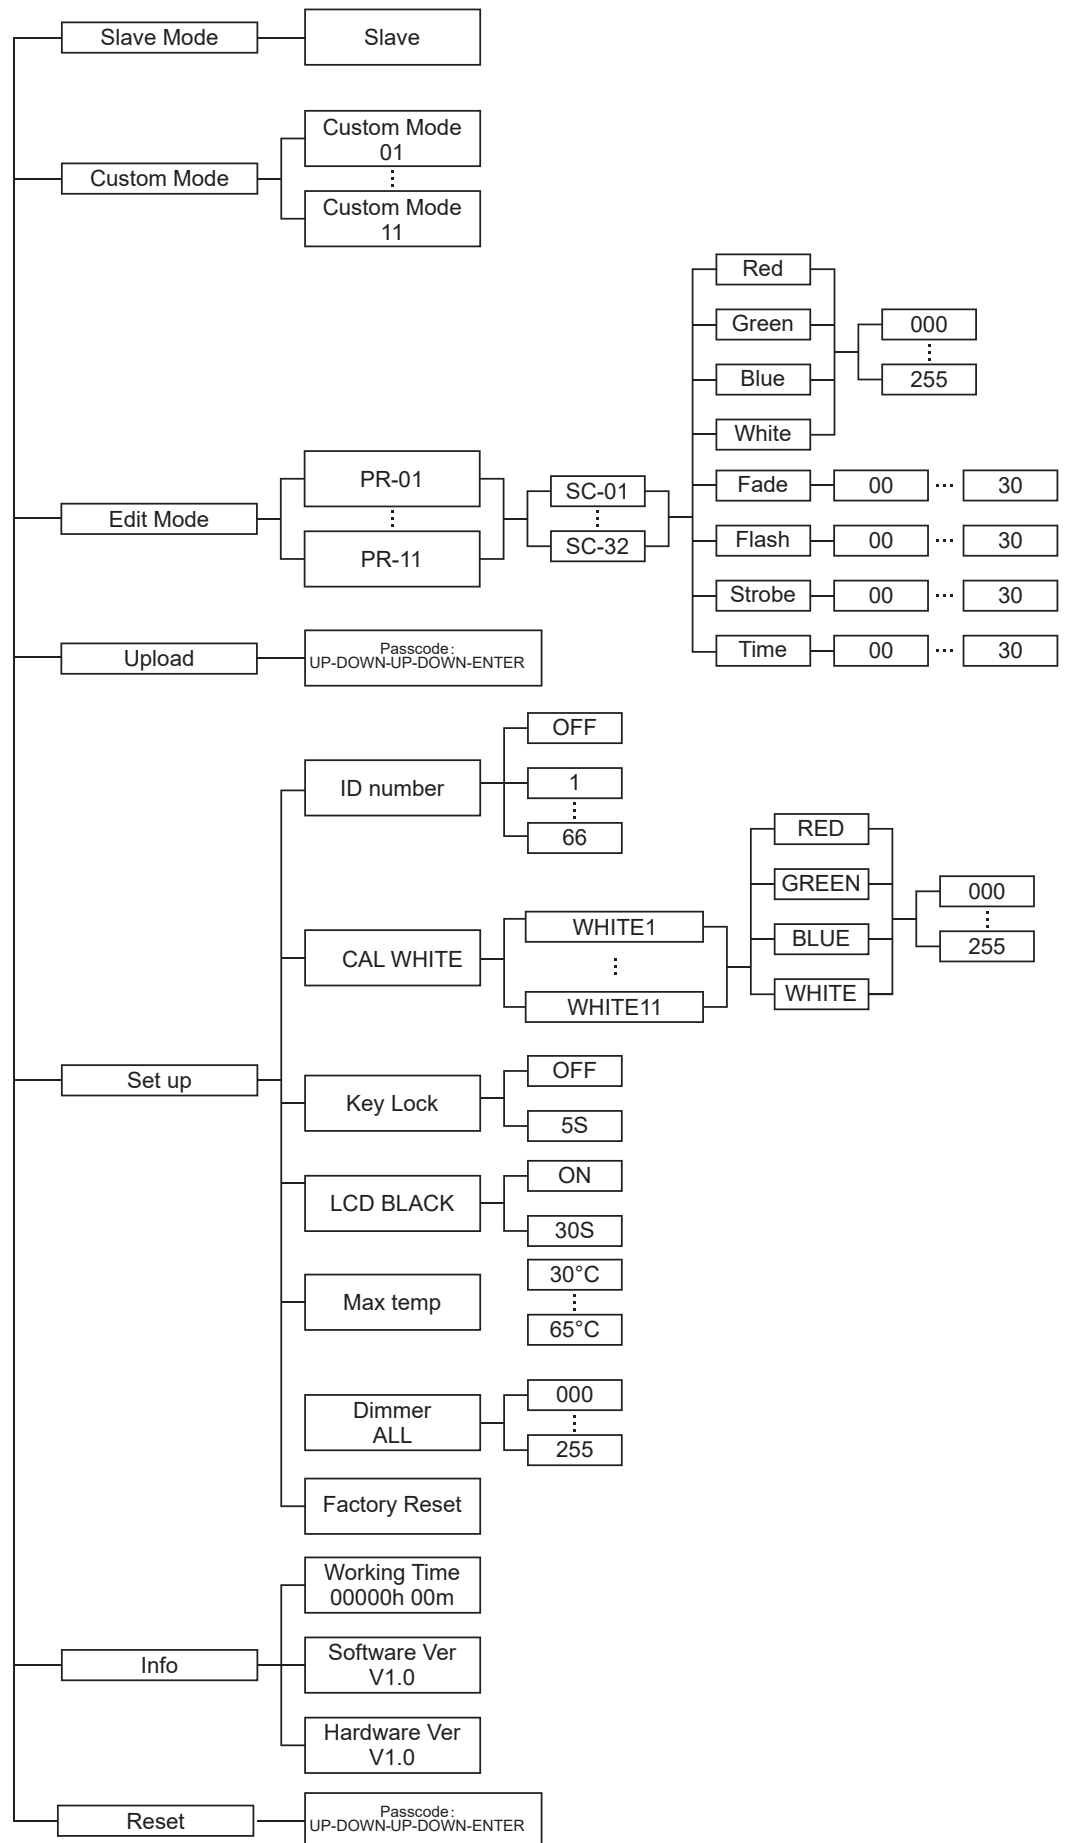 Slave Mode
Slave
Custom Mode
Custom Mode
01
Custom Mode
11
Edit Mode
PR-01
PR-11
SC-01
SC-32
Red
Green
Blue
White
000
255
Fade
00
30
Flash
00
30
Strobe
00
30
Time
00
30
Upload
Passcode:
UP-DOWN-UP-DOWN-ENTER
Set up
ID number
OFF
1
66
CAL WHITE
WHITE1
WHITE11
RED
GREEN
BLUE
WHITE
000
255
Key Lock
OFF
5S
LCD BLACK
ON
30S
Max temp
30°C
65°C
Dimmer
ALL
000
255
Factory Reset
Info
Working Time
00000h 00m
Software Ver
V1.0
Hardware Ver
V1.0
Reset
Passcode:
UP-DOWN-UP-DOWN-ENTER